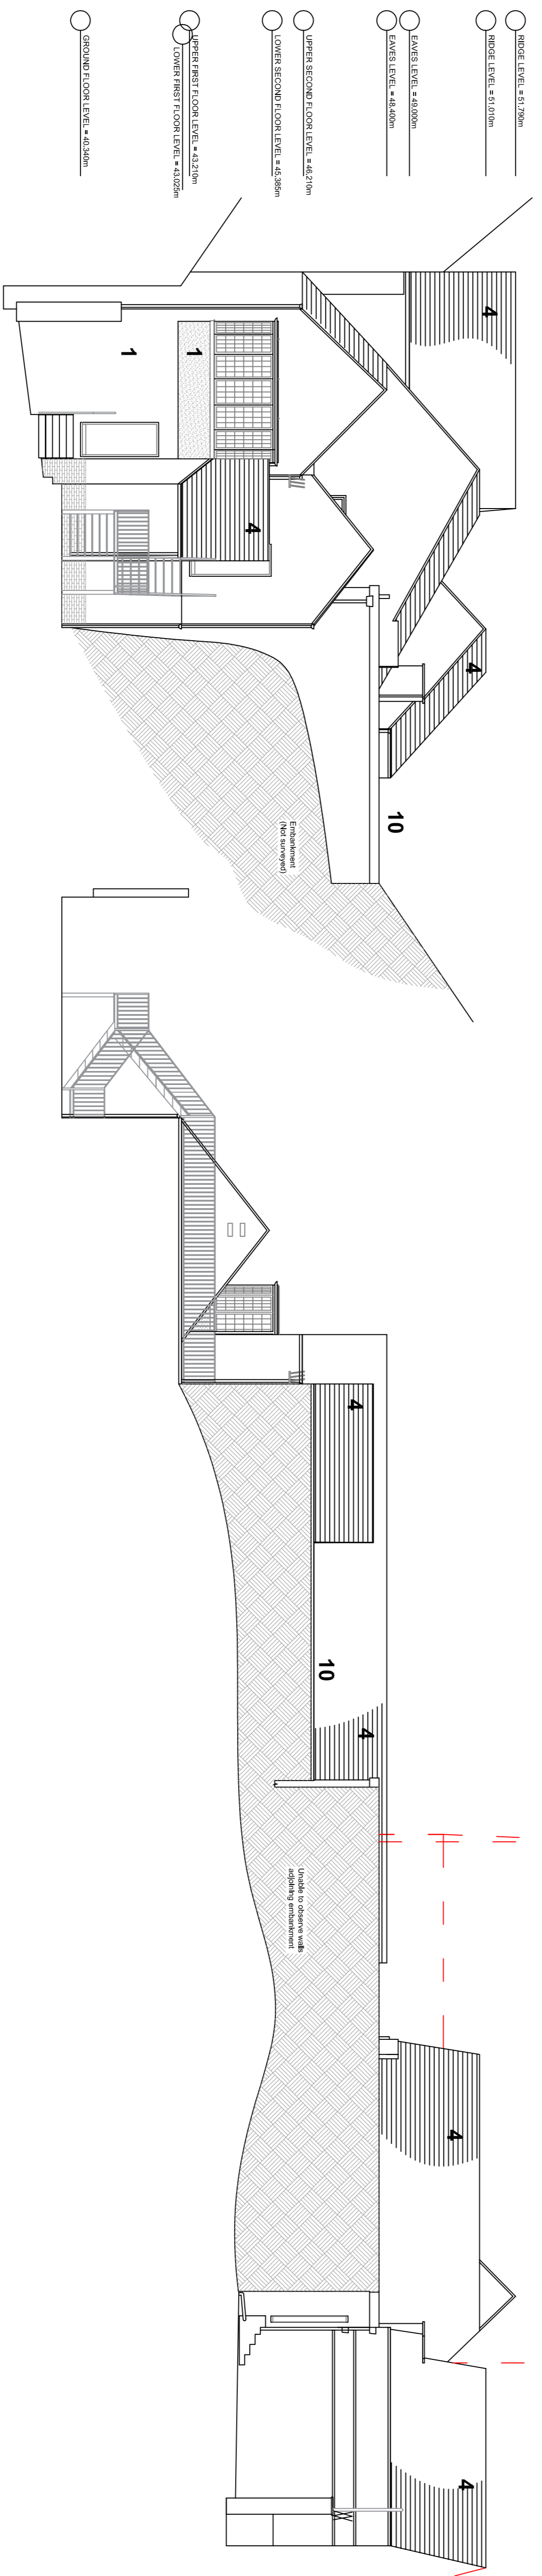 RIDGE LEVEL = 51,790m
RIDGE LEVEL = 51,010m
EAVES LEVEL = 49,000m
EAVES LEVEL = 48,400m
UPPER SECOND FLOOR LEVEL = 46,210m
LOWER SECOND FLOOR LEVEL = 45,385m
UPPER FIRST FLOOR LEVEL = 43,210m
LOWER FIRST FLOOR LEVEL = 43,025m
GROUND FLOOR LEVEL = 40,340m
4
1
1
4
4
10
Embankment
(Not surveyed)
4
10
4
Unable to observe walls
adjoining embankment
4
4